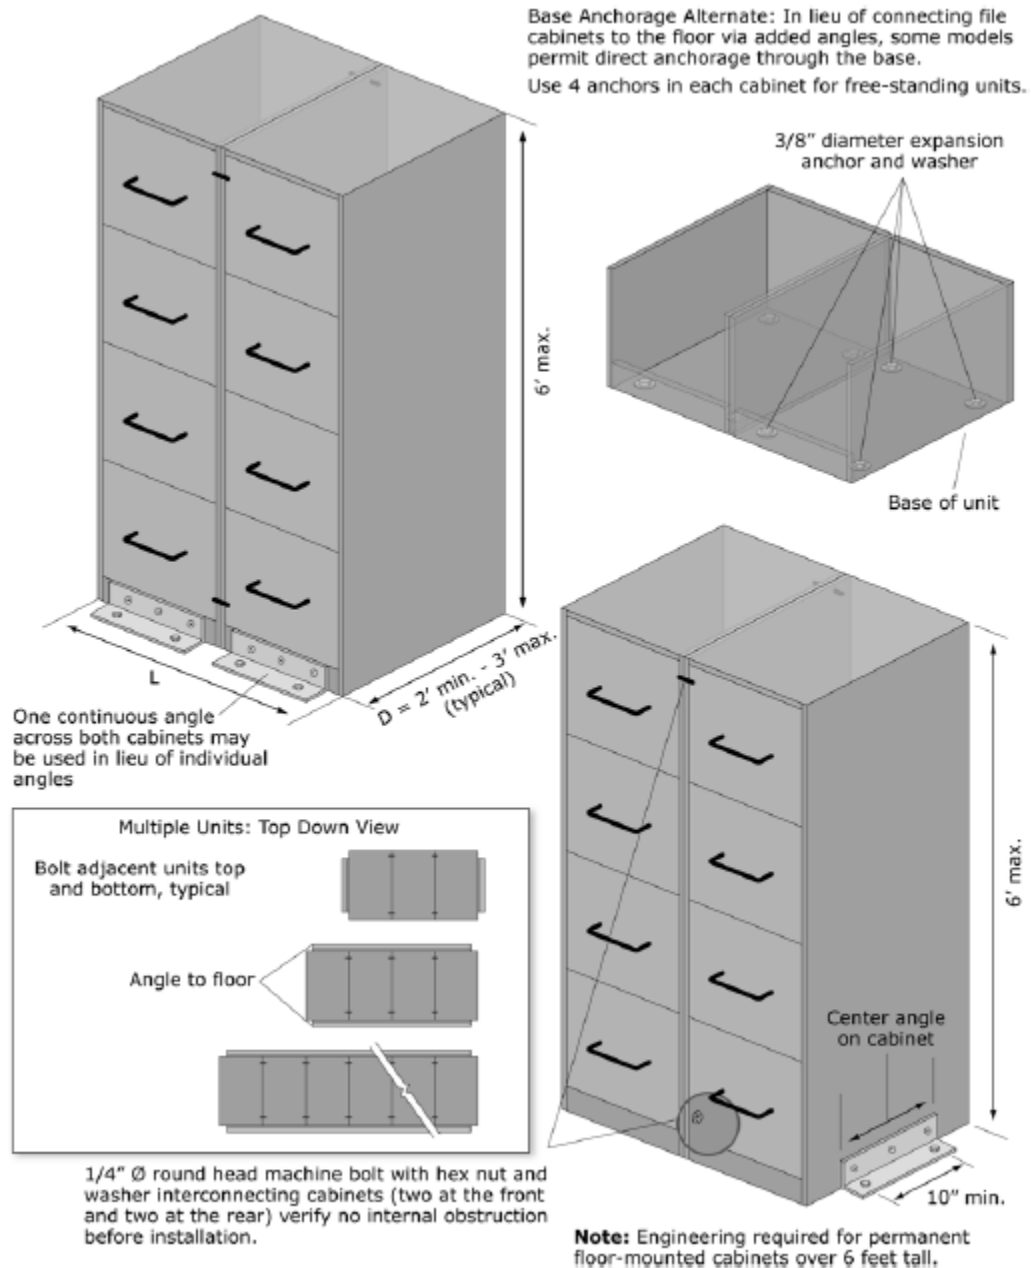 Base Anchorage Alternate: In lieu of connecting file
cabinets to the floor via added angles, some models
permit direct anchorage through the base.
Use 4 anchors in each cabinet for free-standing units.
3/8” diameter expansion
anchor and washer
6’ max.
Base of unit
L
D = 2’ min. - 3’ max.
(typical)
One continuous angle
across both cabinets may
be used in lieu of individual
angles
Multiple Units: Top Down View
Bolt adjacent units top
and bottom, typical
Angle to floor
6’ max.
Center angle
on cabinet
10” min.
1/4” Ø round head machine bolt with hex nut and
washer interconnecting cabinets (two at the front
and two at the rear) verify no internal obstruction
before installation.
Note: Engineering required for permanent
floor-mounted cabinets over 6 feet tall.